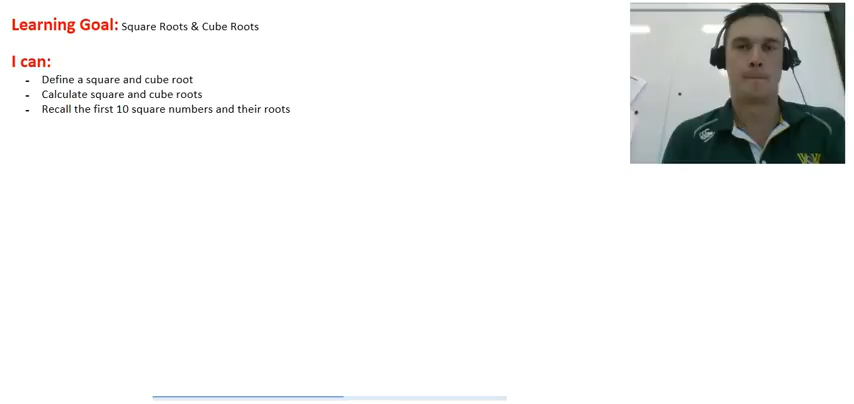 Learning Goal: Square Roots & Cube Roots
I can:
- Define a square and cube root
- Calculate square and cube roots
- Recall the first 10 square numbers and their roots